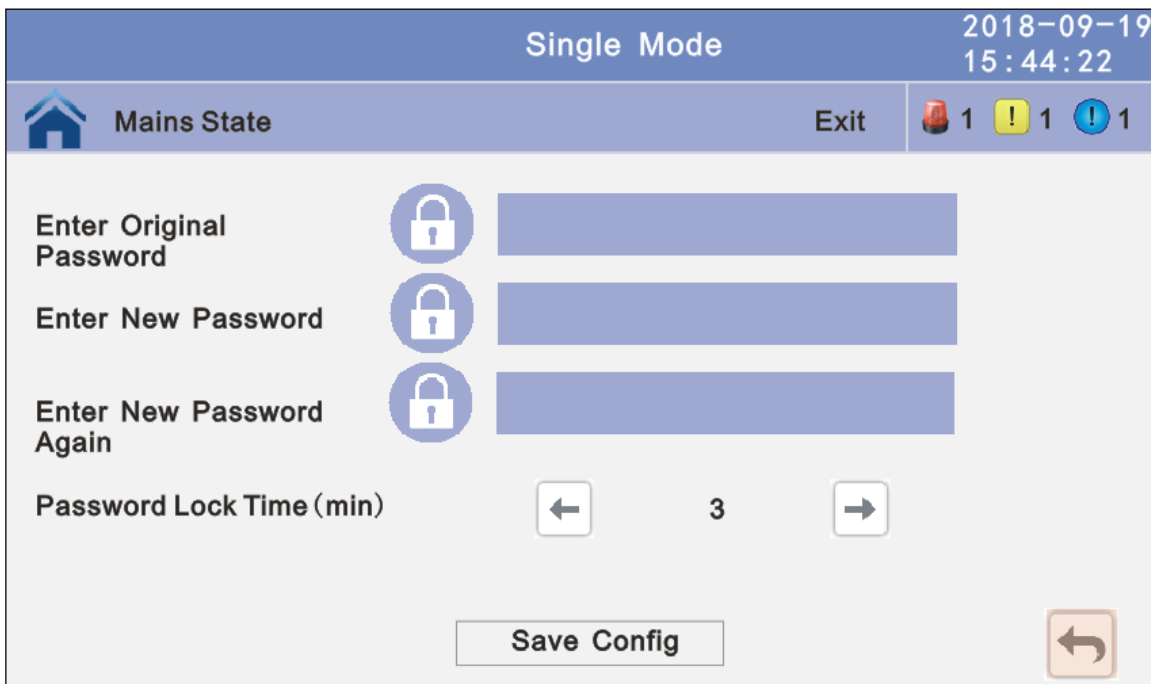 Single Mode
2018-09-19
15:44:22
Mains State
Exit
1
! 1
! 1
Enter Original
Password
Enter New Password
Enter New Password
Again
Password Lock Time(min)
3
Save Config